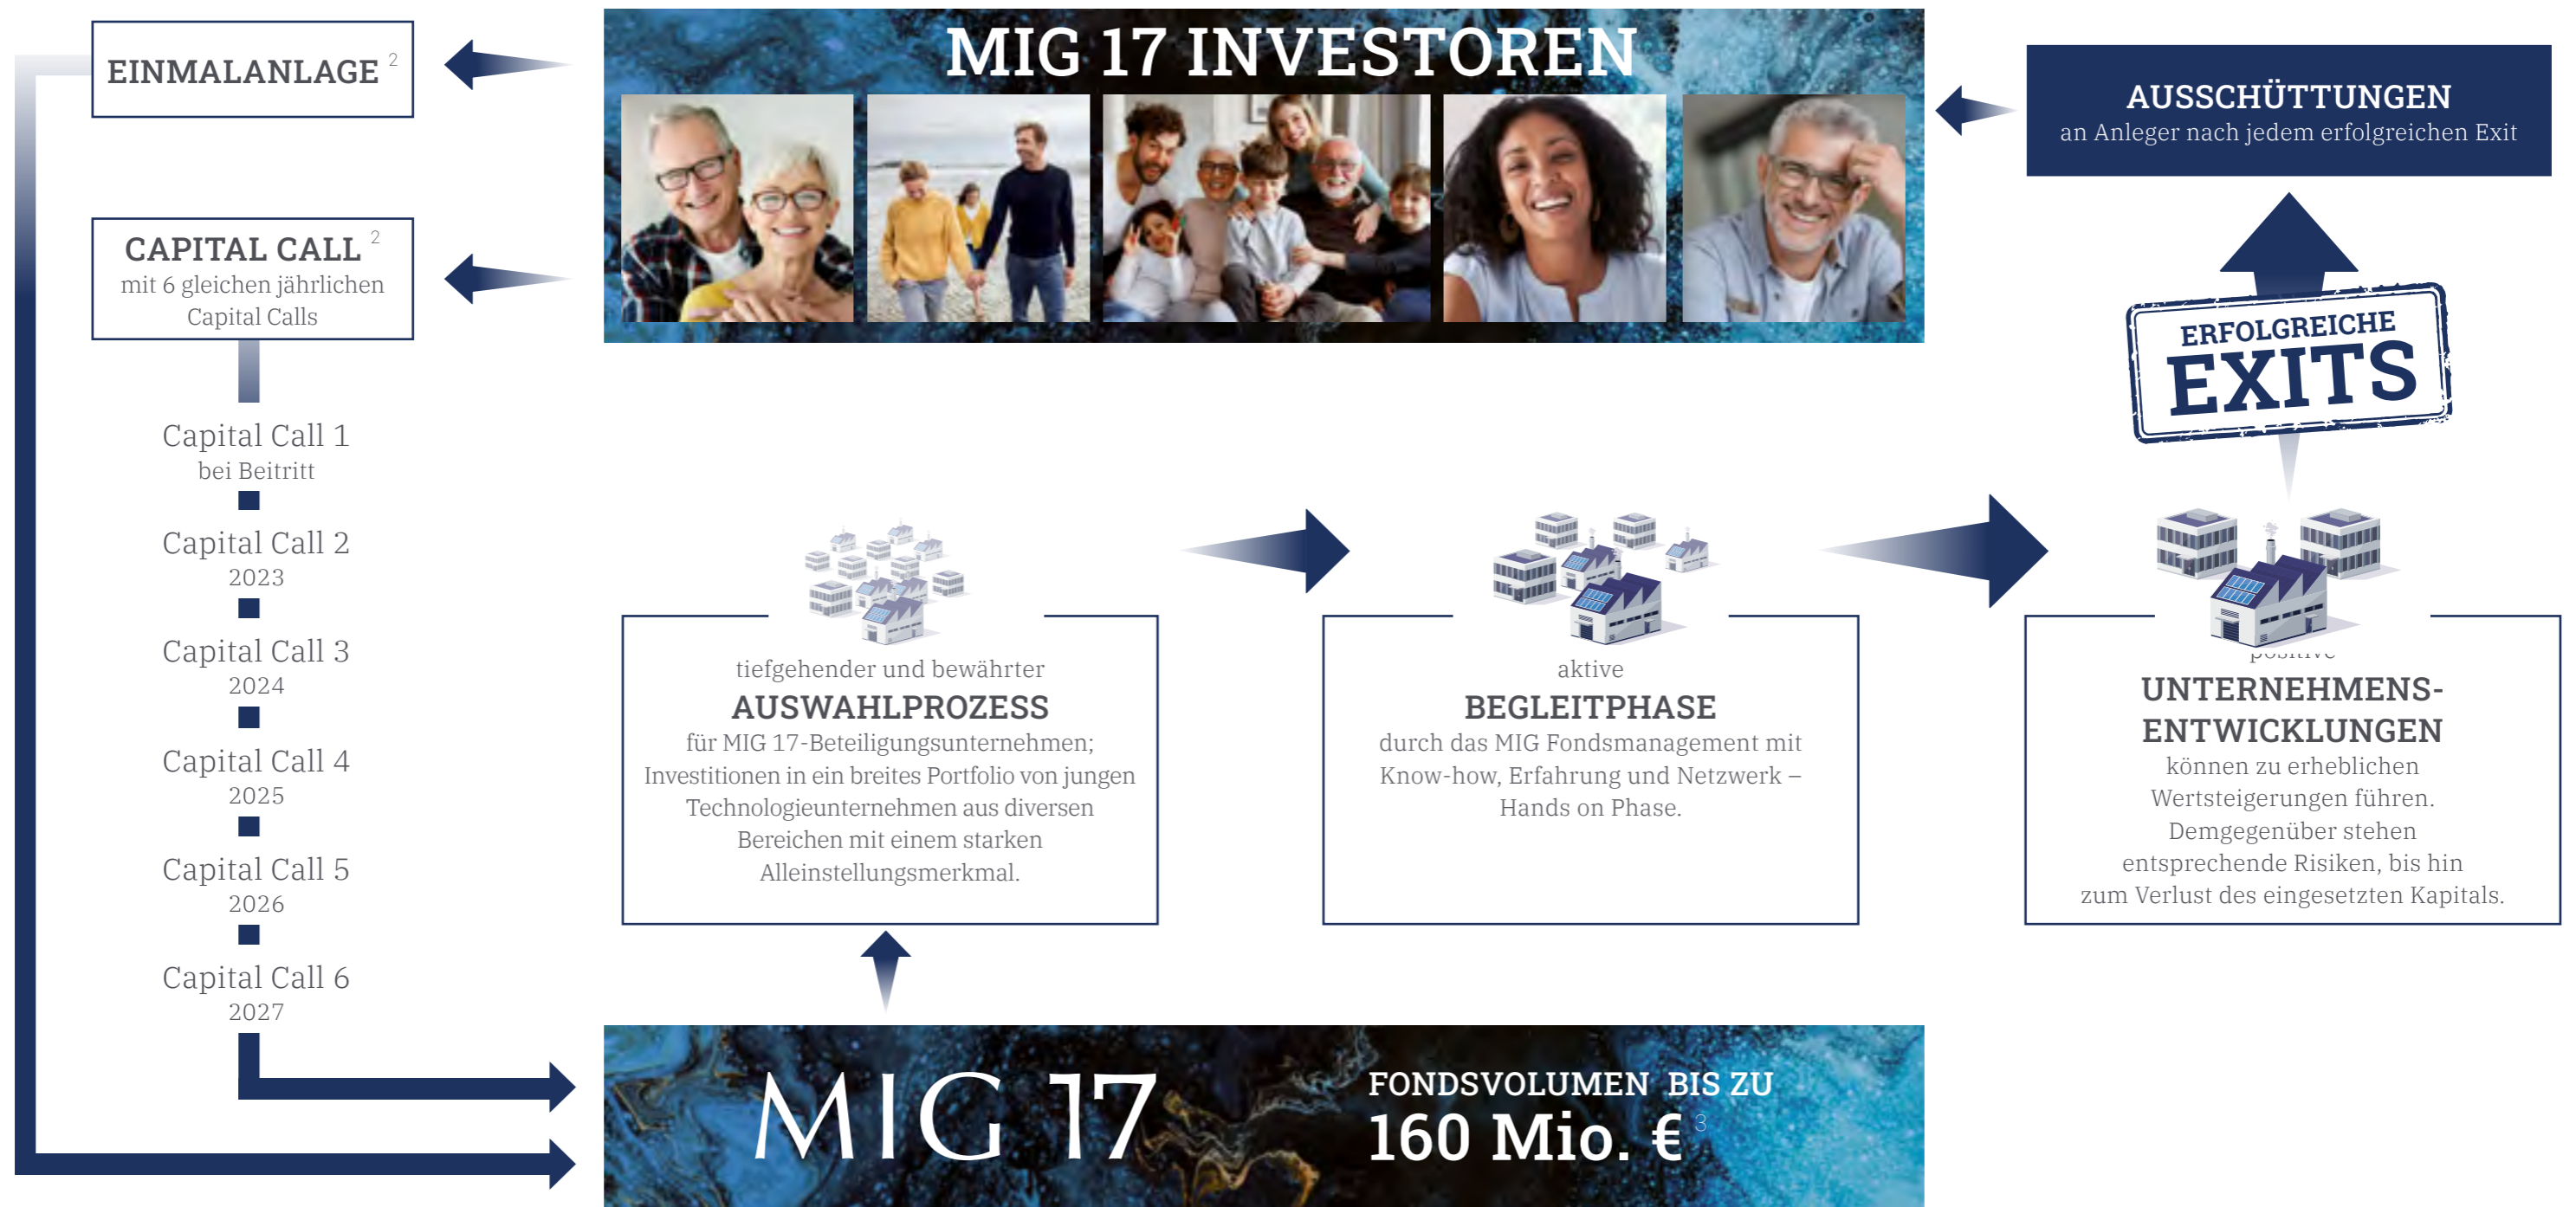 EINMALANLAGE 2
CAPITAL CALL 2
mit 6 gleichen jährlichen
Capital Calls
Capital Call 1
bei Beitritt
Capital Call 2
2023
Capital Call 3
2024
Capital Call 4
2025
Capital Call 5
2026
Capital Call 6
2027
MIG 17 INVESTOREN
AUSSCHÜTTUNGEN
an Anleger nach jedem erfolgreichen Exit
ERFOLGREICHE
EXITS
tiefgehender und bewährter
AUSWAHLPROZESS
für MIG 17-Beteiligungsunternehmen;
Investitionen in ein breites Portfolio von jungen
Technologieunternehmen aus diversen
Bereichen mit einem starken
Alleinstellungsmerkmal.
aktive
BEGLEITPHASE
durch das MIG Fondsmanagement mit
Know-how, Erfahrung und Netzwerk –
Hands on Phase.
positive
UNTERNEHMENS-
ENTWICKLUNGEN
können zu erheblichen
Wertsteigerungen führen.
Demgegenüber stehen
entsprechende Risiken, bis hin
zum Verlust des eingesetzten Kapitals.
MIG 17
FONDSVOLUMEN BIS ZU
160 Mio. € 3